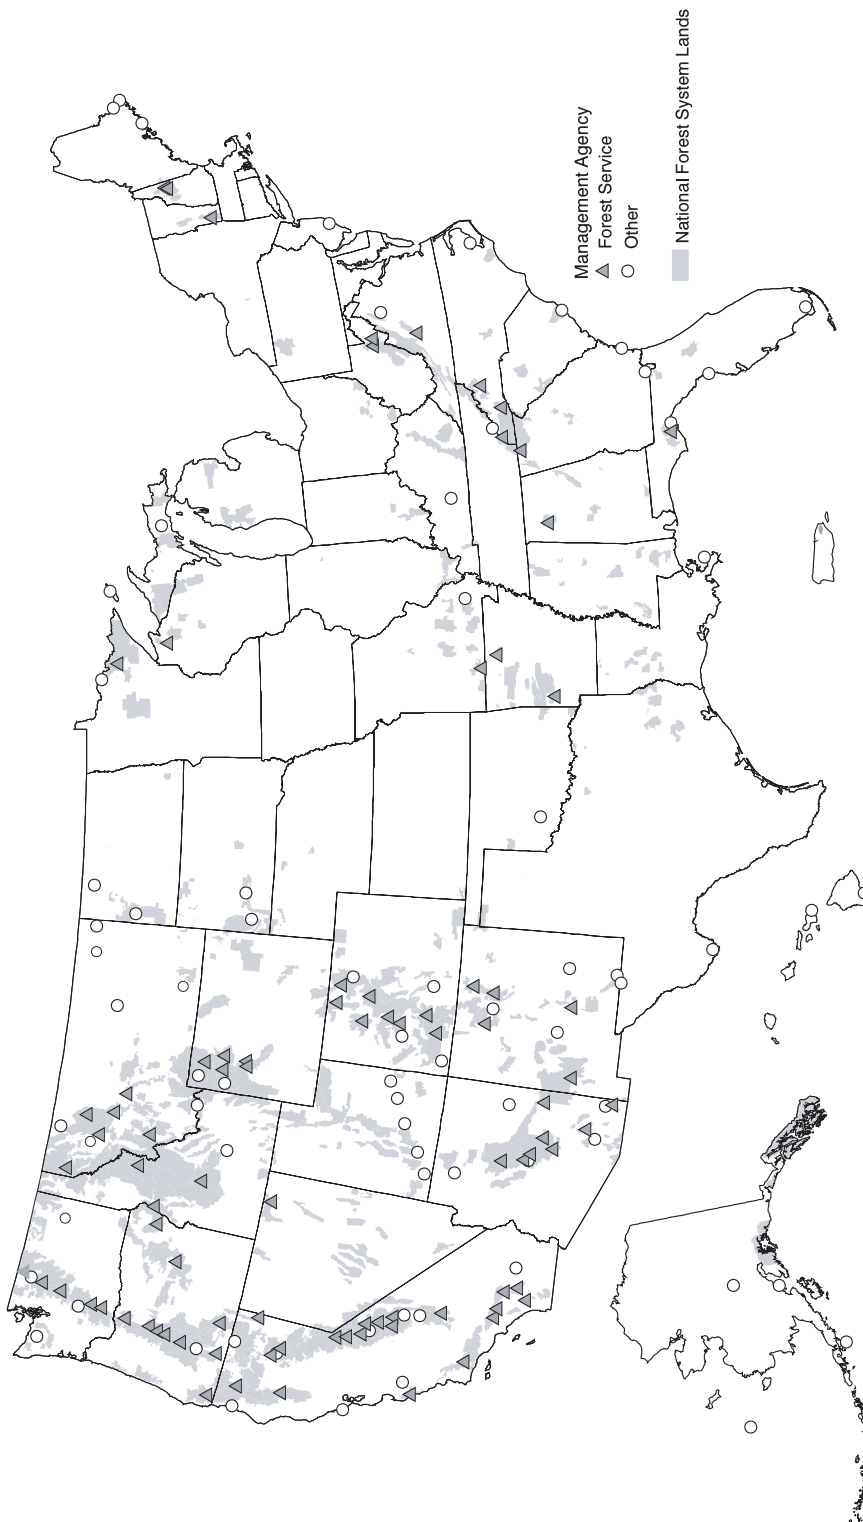 Management Agency
Forest Service
Other
National Forest System Lands